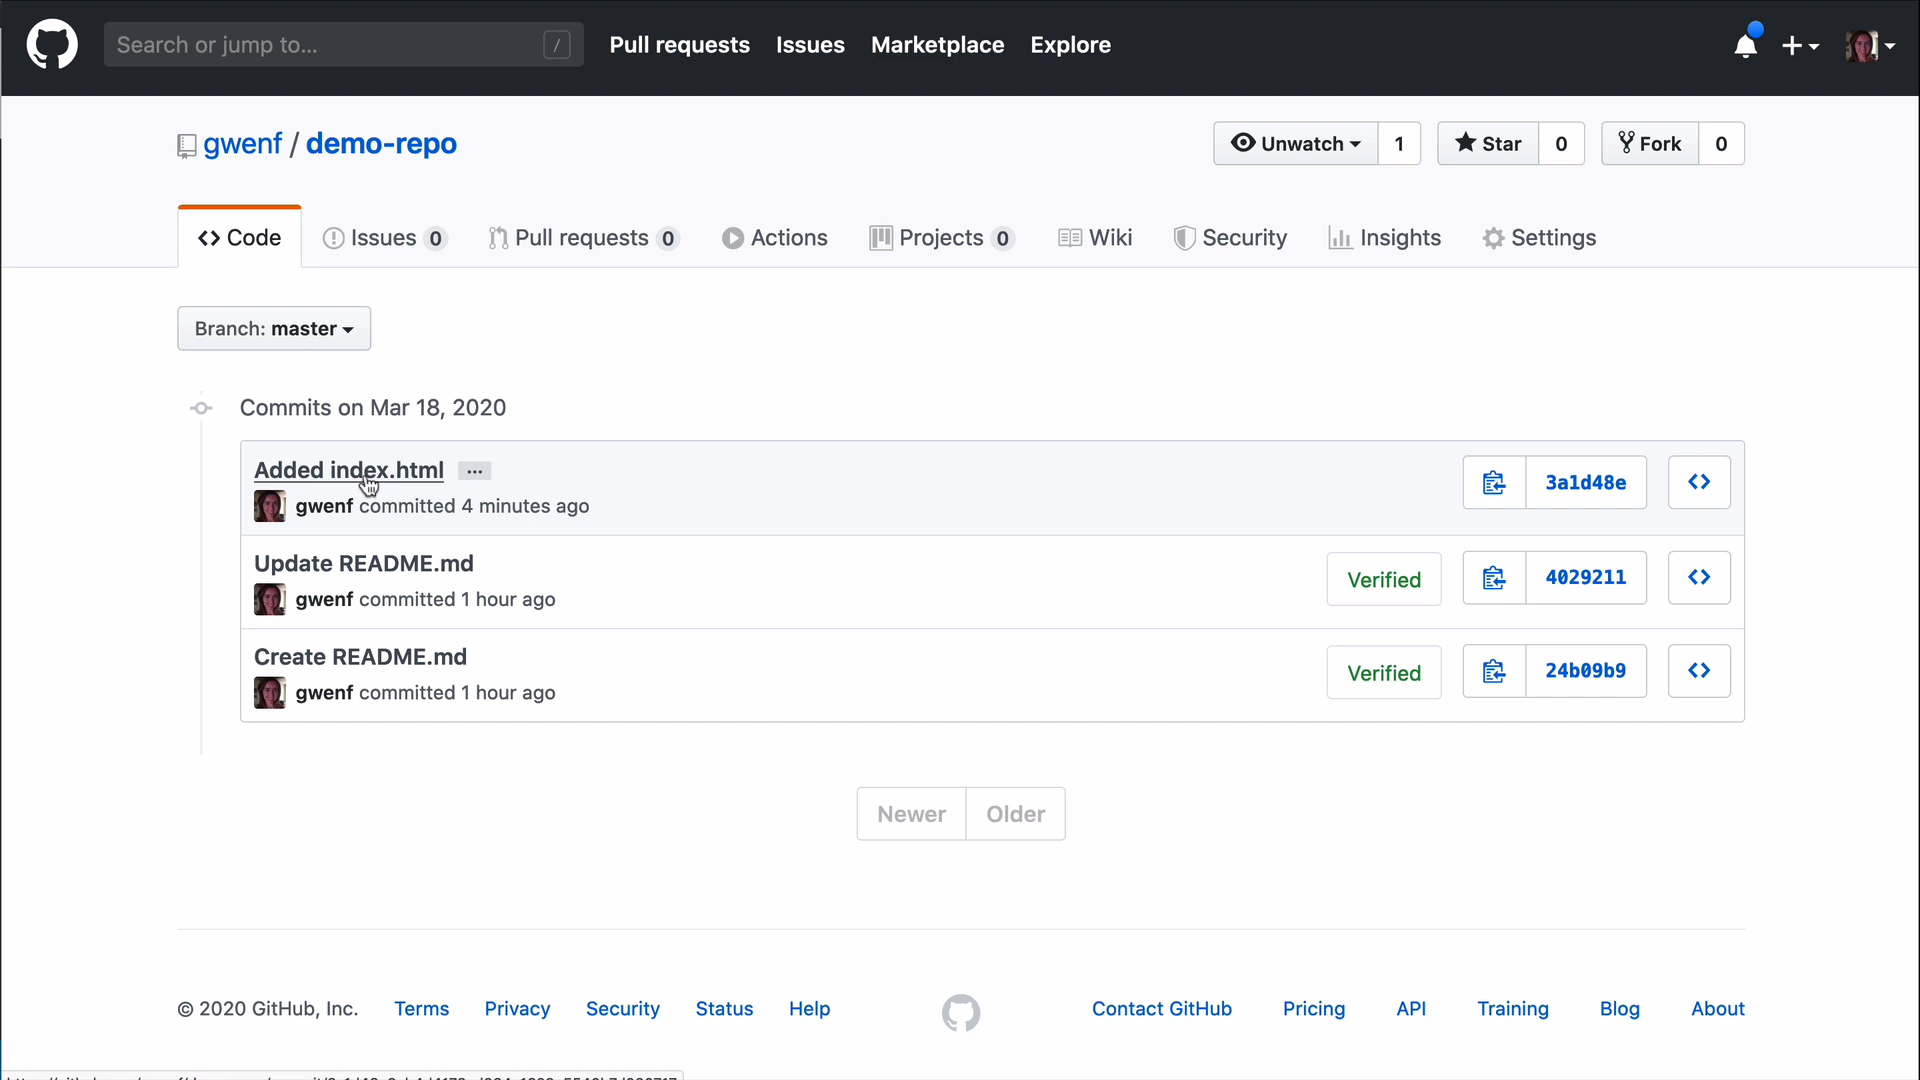 Search or jump to... /
Pull requests Issues Marketplace Explore
gwenf / demo-repo
Unwatch 1 Star 0 Fork 0
Code Issues 0 Pull requests 0 Actions Projects 0 Wiki Security Insights Settings
Branch: master
Commits on Mar 18, 2020
Added index.html ...
3a1d48e
gwenf committed 4 minutes ago
Update README.md
Verified 4029211
gwenf committed 1 hour ago
Create README.md
Verified 24b09b9
gwenf committed 1 hour ago
Newer Older
© 2020 GitHub, Inc. Terms Privacy Security Status Help Contact GitHub Pricing API Training Blog About